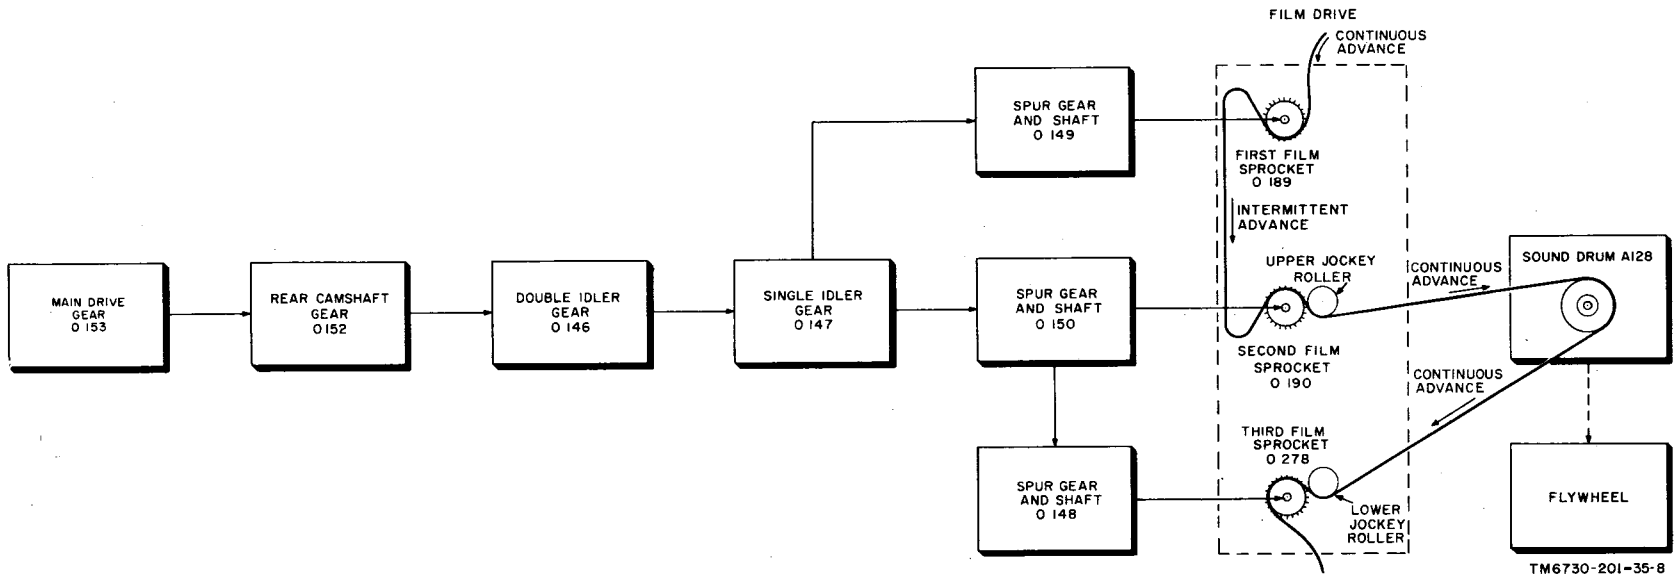 FILM DRIVE
CONTINUOUS
ADVANCE
SPUR GEAR
AND SHAFT
O 149
FIRST FILM
SPROCKET
O 189
INTERMITTENT
ADVANCE
MAIN DRIVE
GEAR
O 153
REAR CAMSHAFT
GEAR
O 152
DOUBLE IDLER
GEAR
O 146
SINGLE IDLER
GEAR
O 147
SPUR GEAR
AND SHAFT
O 150
UPPER JOCKEY
ROLLER
CONTINUOUS
ADVANCE
SOUND DRUM A128
SECOND FILM
SPROCKET
O 190
CONTINUOUS
ADVANCE
THIRD FILM
SPROCKET
O 278
SPUR GEAR
AND SHAFT
O 148
LOWER
JOCKEY
ROLLER
FLYWHEEL
TM6730-201-35-8